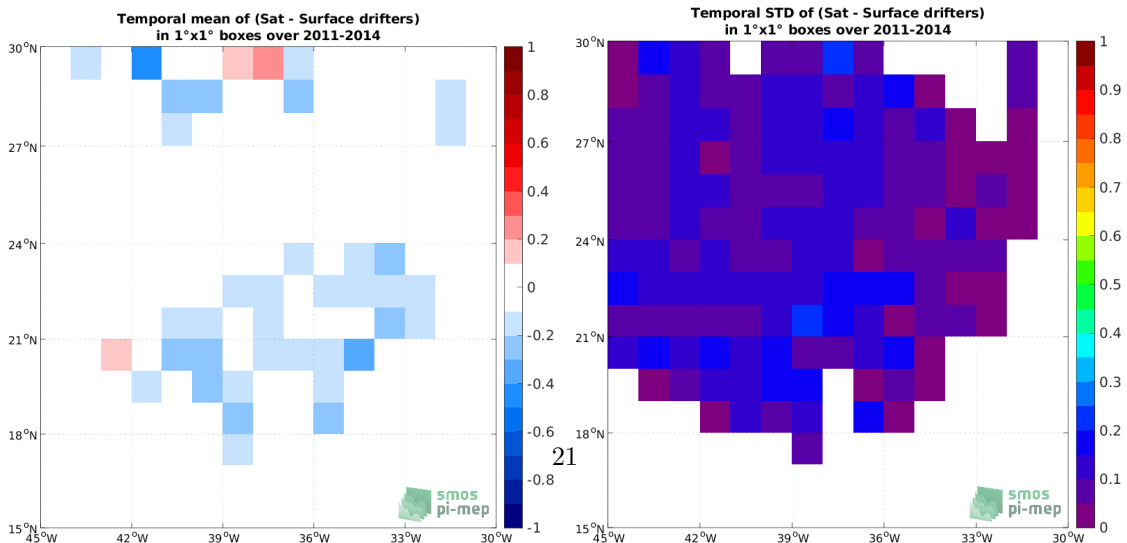 Temporal mean of (Sat - Surface drifters)
in 1°x1° boxes over 2011-2014
30°N
27°N
24°N
21°N
18°N
15°N
45°W
42°W
39°W
36°W
33°W
30°W
1
0.8
0.6
0.4
0.2
0
-0.2
-0.4
-0.6
-0.8
-1
smos
pi-mep
21
Temporal STD of (Sat - Surface drifters)
in 1°x1° boxes over 2011-2014
30°N
27°N
24°N
21°N
18°N
15°N
45°W
42°W
39°W
36°W
33°W
30°W
1
0.9
0.8
0.7
0.6
0.5
0.4
0.3
0.2
0.1
0
smos
pi-mep